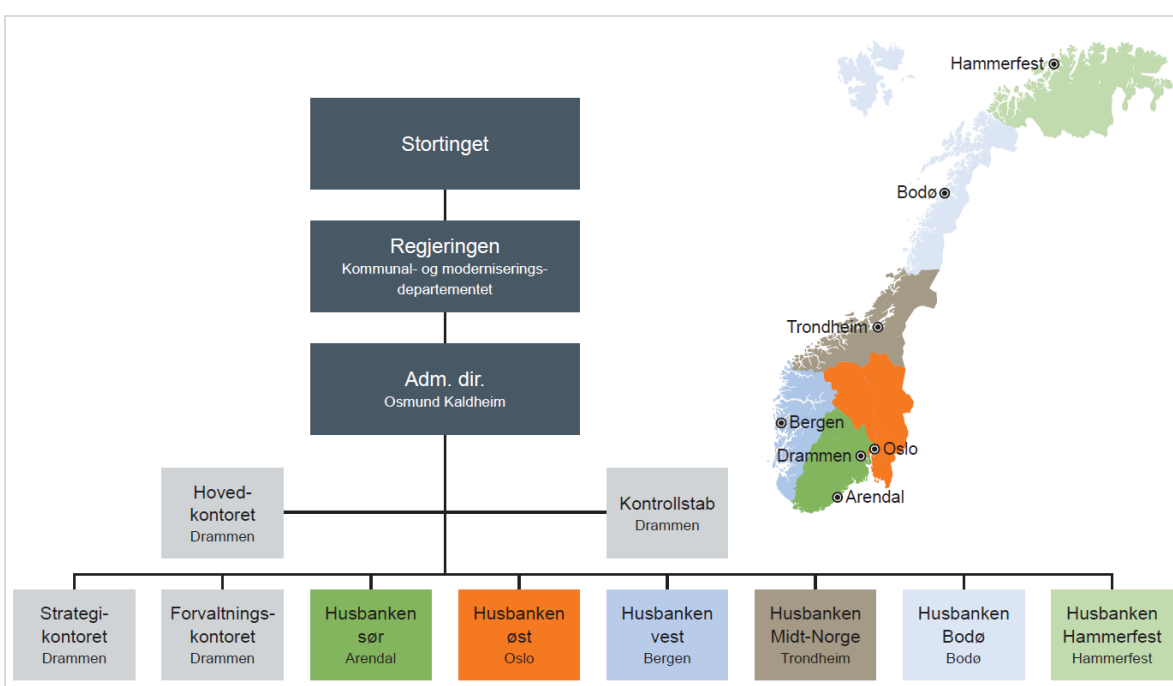 Stortinget
Regjeringen
Kommunal- og moderniserings-
departementet
Adm. dir.
Osmund Kaldheim
Hoved-
kontoret
Drammen
Kontrollstab
Drammen
Strategi-
kontoret
Drammen
Forvaltnings-
kontoret
Drammen
Husbanken
sør
Arendal
Husbanken
øst
Oslo
Husbanken
vest
Bergen
Husbanken
Midt-Norge
Trondheim
Husbanken
Bodø
Bodø
Husbanken
Hammerfest
Hammerfest
Hammerfest
Bodø
Trondheim
Bergen
Oslo
Drammen
Arendal